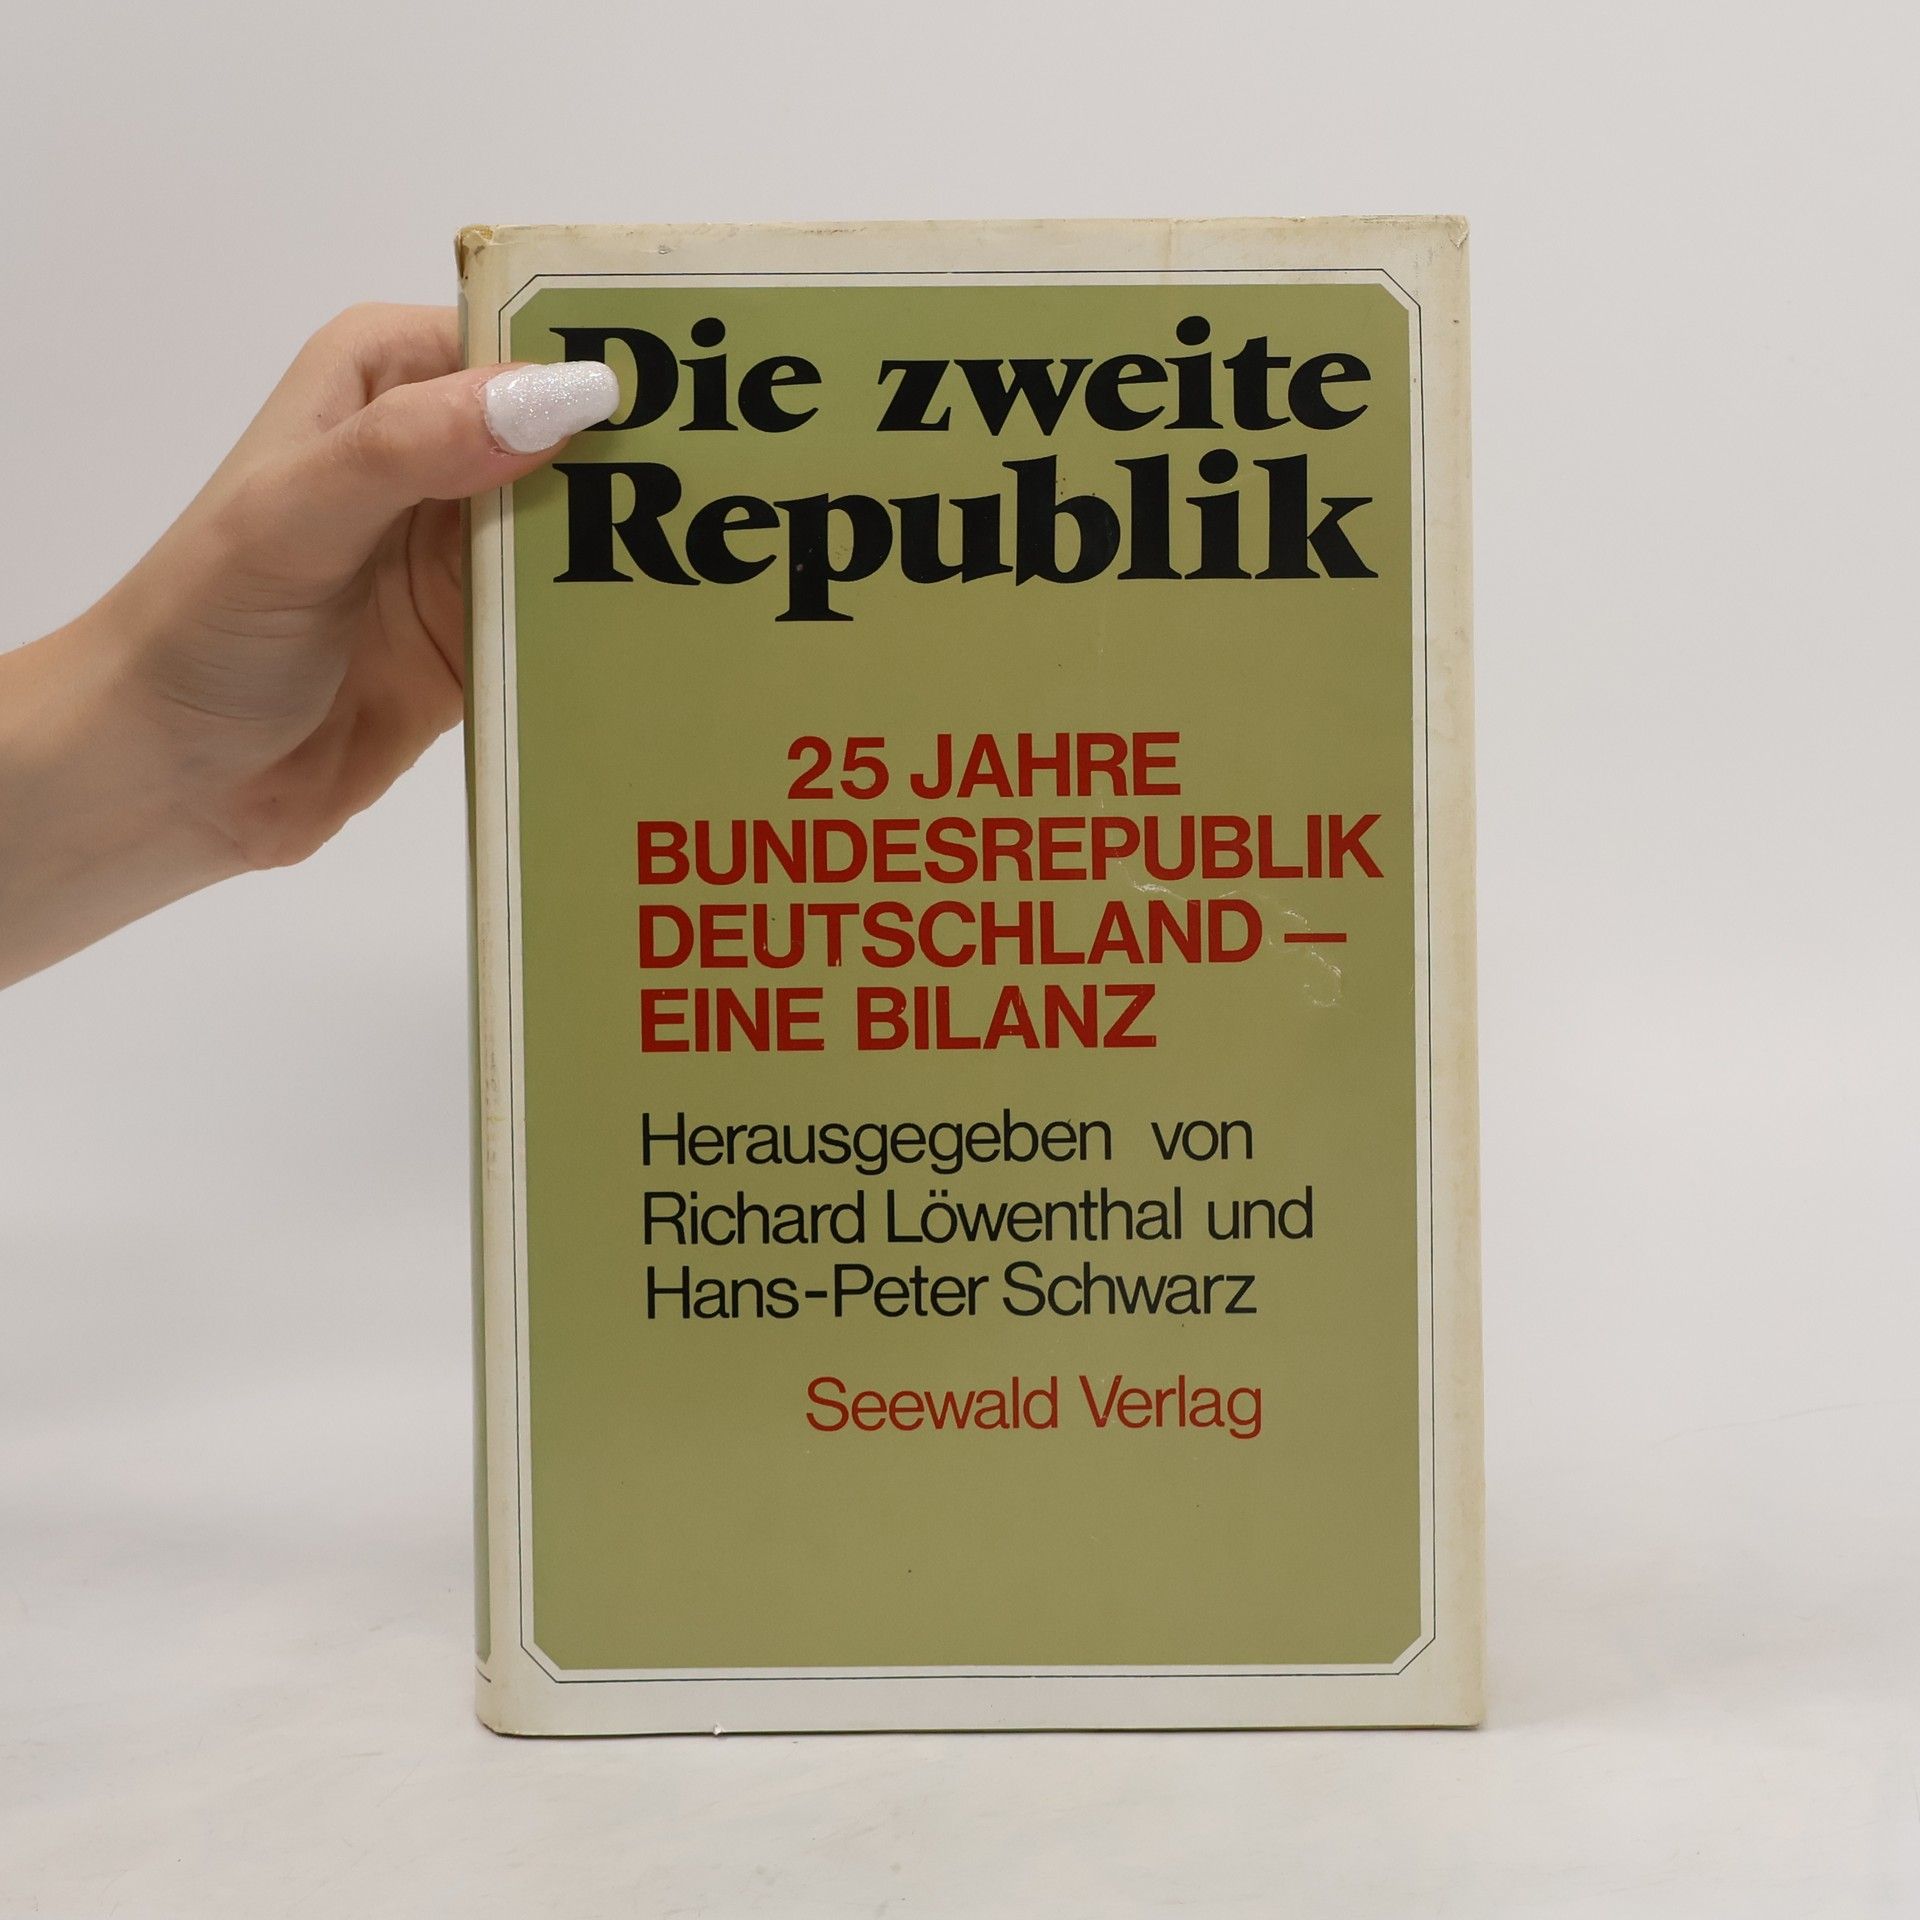 Die zweite
Republik
25 JAHRE
BUNDESREPUBLIK
DEUTSCHLAND –
EINE BILANZ
Herausgegeben von
Richard Löwenthal und
Hans-Peter Schwarz
Seewald Verlag